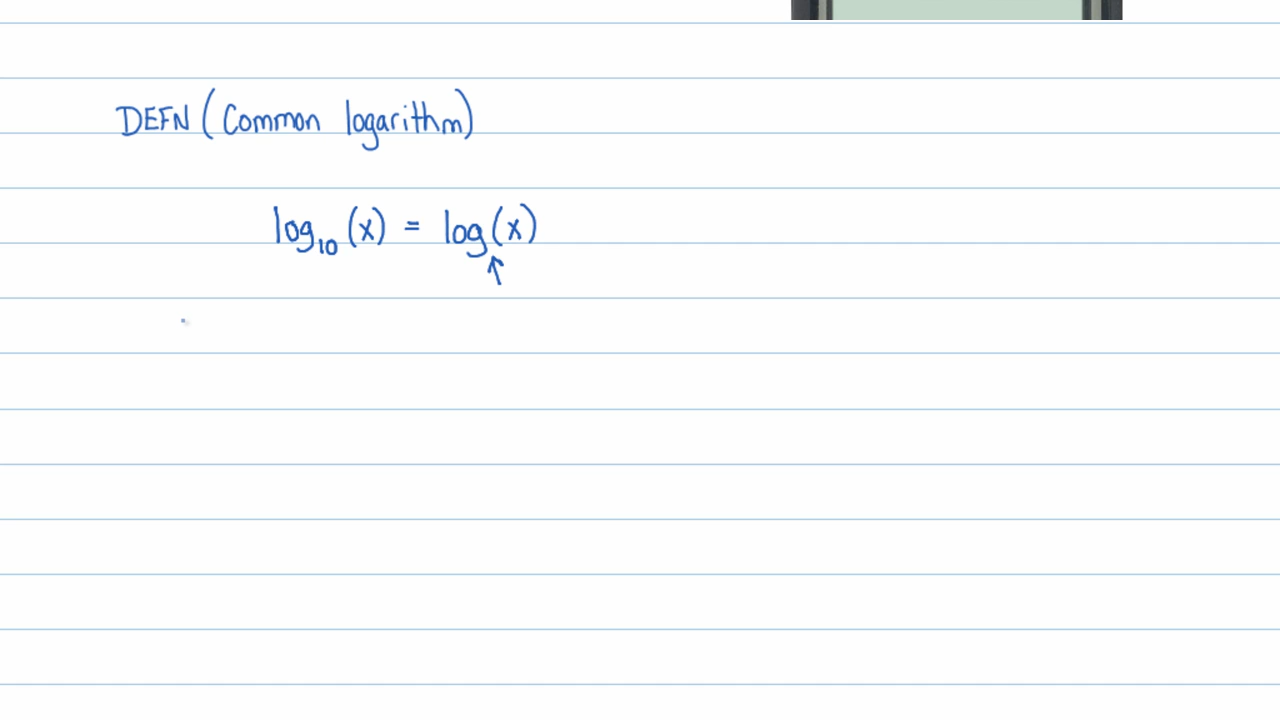 DEFN (Common logarithm)
log₁₀ (x) = log(x)
↑